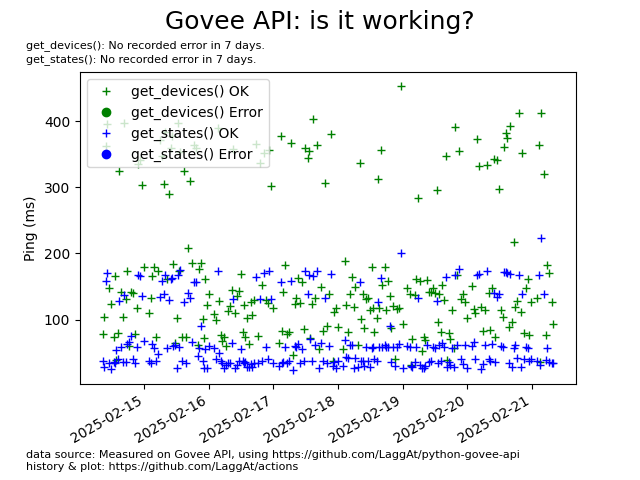 Govee API: is it working?
get_devices(): No recorded error in 7 days.
get_states(): No recorded error in 7 days.
get_devices() OK
get_devices() Error
get_states() OK
get_states() Error
Ping (ms)
400
300
200
100
2025-02-15
2025-02-16
2025-02-17
2025-02-18
2025-02-19
2025-02-20
2025-02-21
data source: Measured on Govee API, using https://github.com/LaggAt/python-govee-api
history & plot: https://github.com/LaggAt/actions